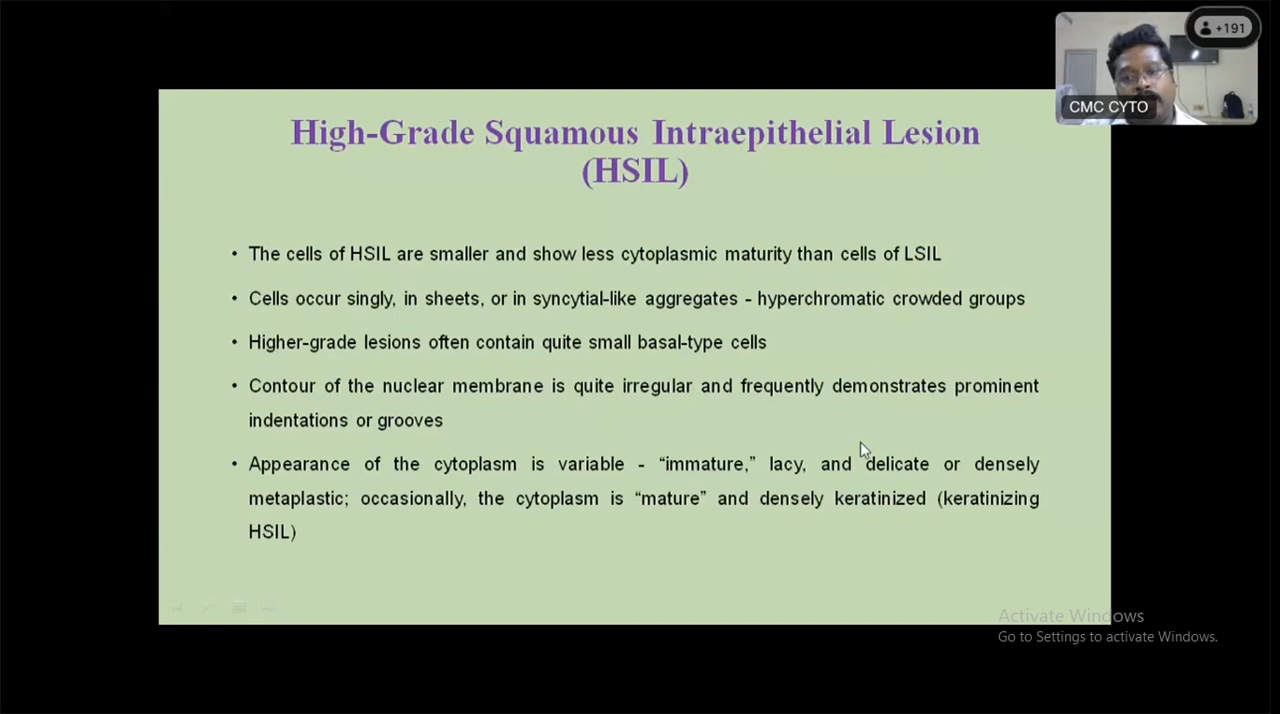 +191
CMC CYTO
High-Grade Squamous Intraepithelial Lesion
(HSIL)
• The cells of HSIL are smaller and show less cytoplasmic maturity than cells of LSIL
• Cells occur singly, in sheets, or in syncytial-like aggregates - hyperchromatic crowded groups
• Higher-grade lesions often contain quite small basal-type cells
• Contour of the nuclear membrane is quite irregular and frequently demonstrates prominent
indentations or grooves
• Appearance of the cytoplasm is variable - “immature,” lacy, and delicate or densely
metaplastic; occasionally, the cytoplasm is “mature” and densely keratinized (keratinizing
HSIL)
Activate Windows
Go to Settings to activate Windows.